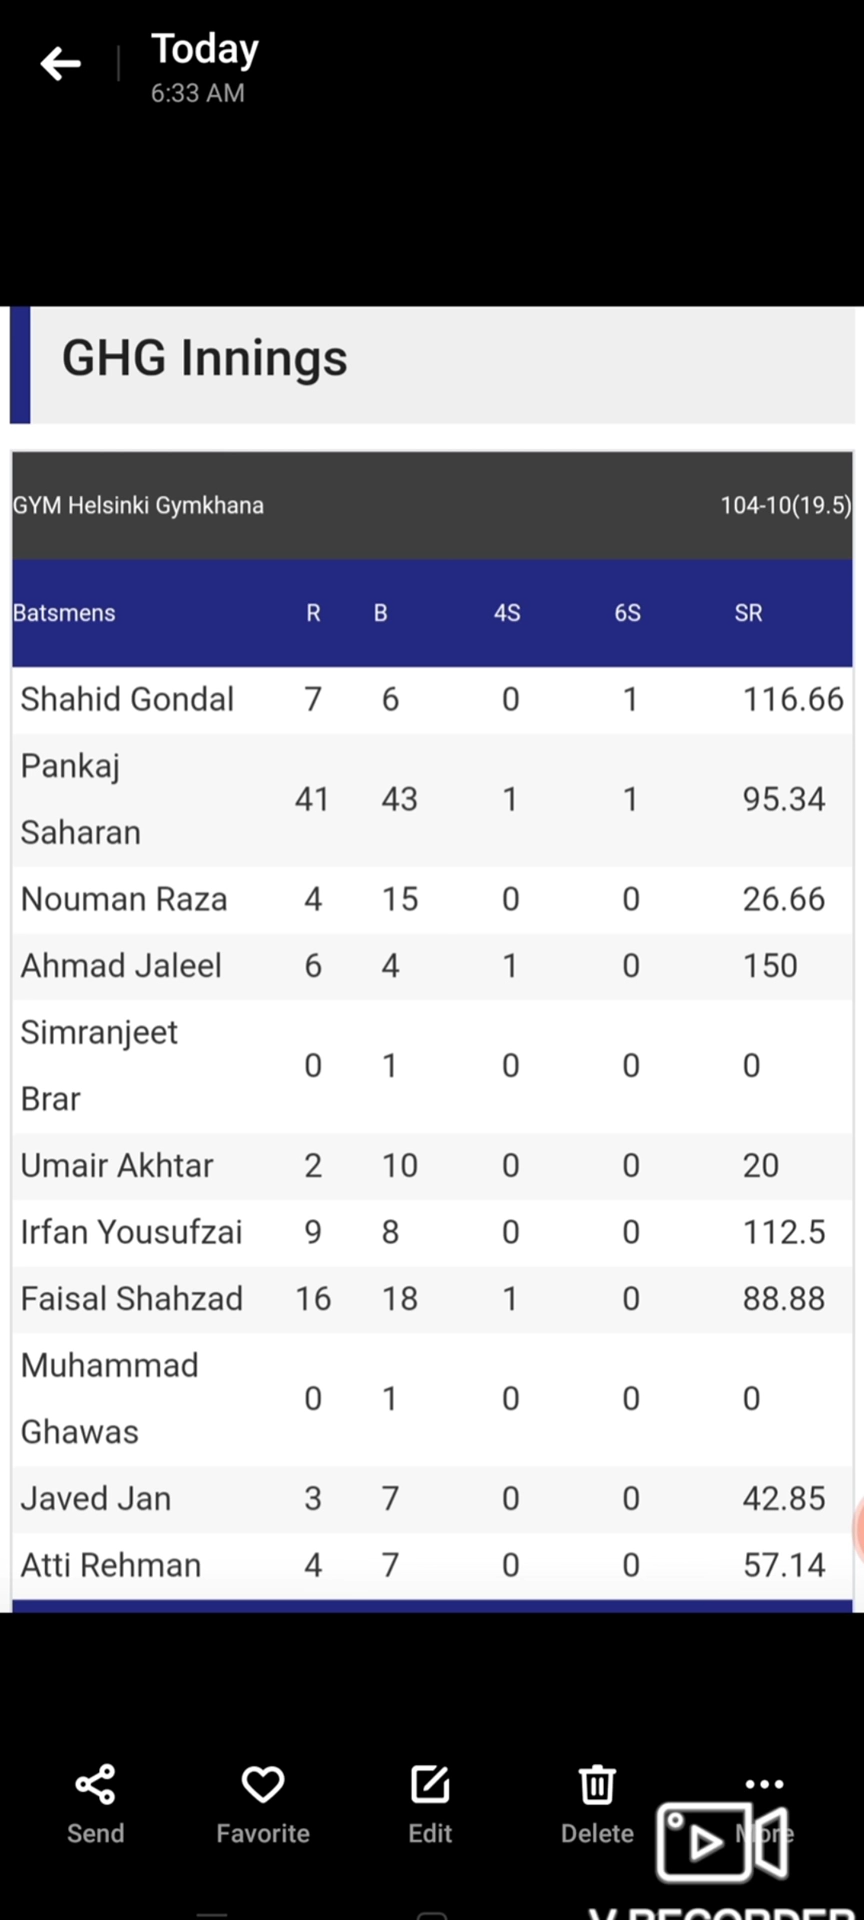 Today
6:33 AM
GHG Innings
GYM Helsinki Gymkhana 104-10(19.5)
Batsmens R B 4S 6S SR
Shahid Gondal 7 6 0 1 116.66
Pankaj
Saharan 41 43 1 1 95.34
Nouman Raza 4 15 0 0 26.66
Ahmad Jaleel 6 4 1 0 150
Simranjeet
Brar 0 1 0 0 0
Umair Akhtar 2 10 0 0 20
Irfan Yousufzai 9 8 0 0 112.5
Faisal Shahzad 16 18 1 0 88.88
Muhammad
Ghawas 0 1 0 0 0
Javed Jan 3 7 0 0 42.85
Atti Rehman 4 7 0 0 57.14
Send Favorite Edit Delete More
V RECORDER